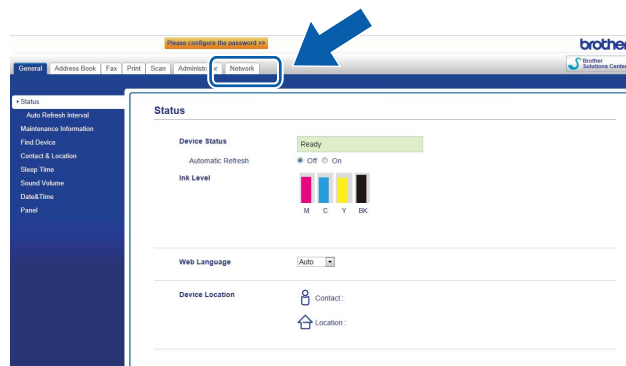 Please configure the password >>
brother
General Address Book Fax Print Scan Administrator Network
Brother
Solutions Center
Status
Auto Refresh Interval
Maintenance Information
Find Device
Contact & Location
Sleep Time
Sound Volume
Date&Time
Panel
Status
Device Status
Ready
Automatic Refresh
Off On
Ink Level
M C Y BK
Web Language
Auto
Device Location
Contact :
Location :